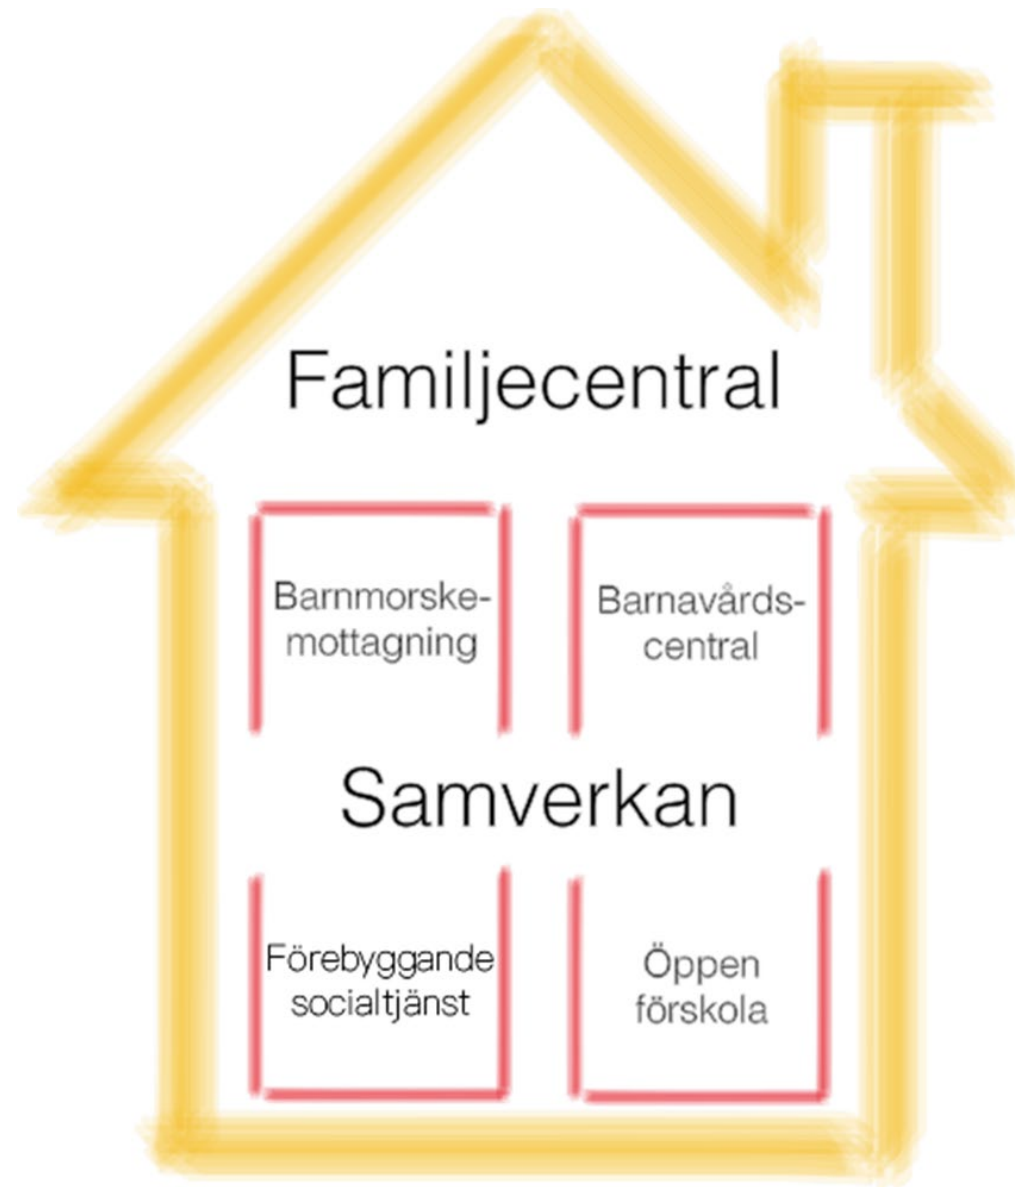 Familjecentral
Barnmorske-
mottagning
Barnavårds-
central
Samverkan
Förebyggande
socialtjänst
Öppen
förskola